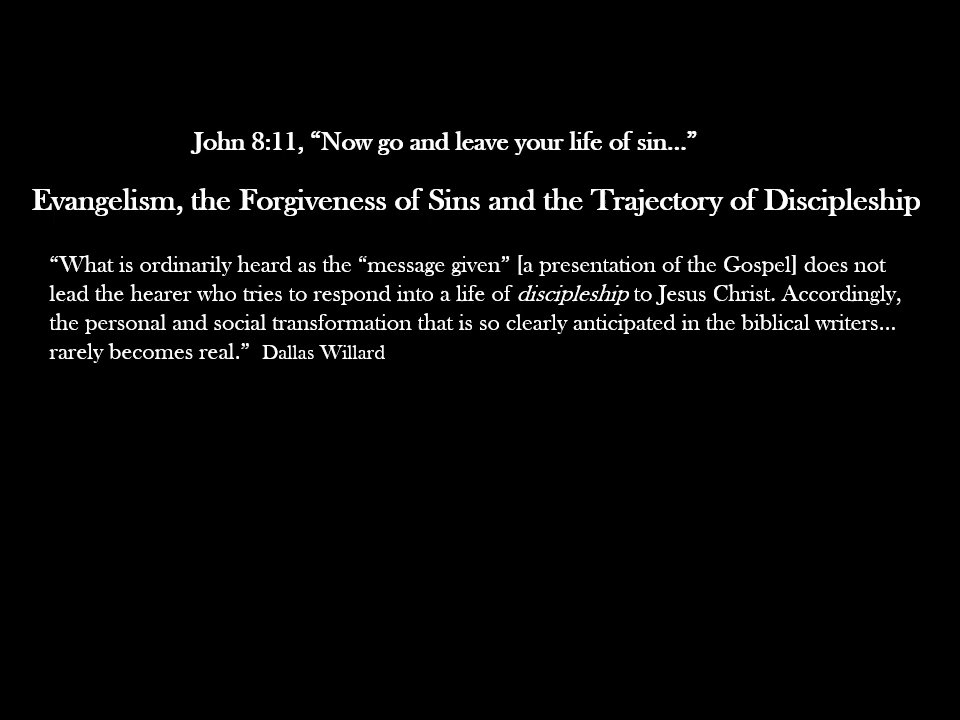 John 8:11, “Now go and leave your life of sin...”
Evangelism, the Forgiveness of Sins and the Trajectory of Discipleship
“What is ordinarily heard as the “message given” [a presentation of the Gospel] does not
lead the hearer who tries to respond into a life of discipleship to Jesus Christ. Accordingly,
the personal and social transformation that is so clearly anticipated in the biblical writers...
rarely becomes real.” Dallas Willard